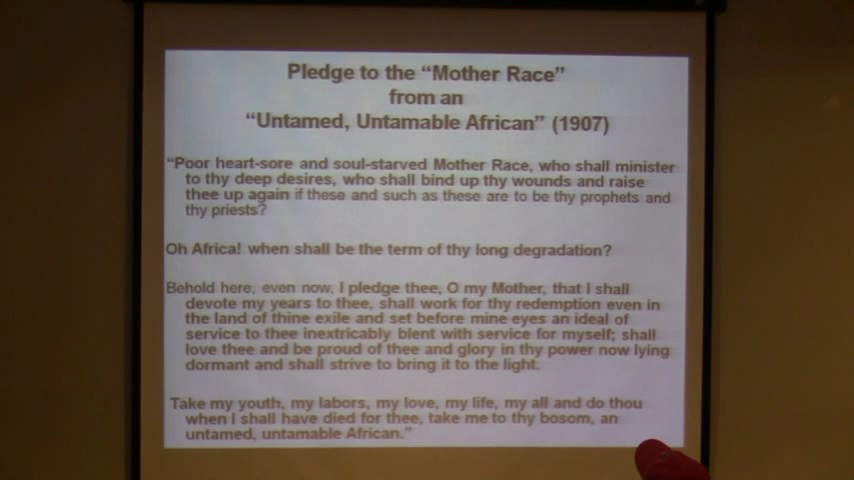 Pledge to the “Mother Race”
from an
“Untamed, Untamable African” (1907)
“Poor heart-sore and soul-starved Mother Race, who shall minister
to thy deep desires, who shall bind up thy wounds and raise
thee up again if these and such as these are to be thy prophets and
thy priests?
Oh Africa! when shall be the term of thy long degradation?
Behold here, even now, I pledge thee, O my Mother, that I shall
devote my years to thee, shall work for thy redemption even in
the land of thine exile and set before mine eyes an ideal of
service to thee inextricably blent with service for myself; shall
love thee and be proud of thee and glory in thy power now lying
dormant and shall strive to bring it to the light.
Take my youth, my labors, my love, my life, my all and do thou
when I shall have died for thee, take me to thy bosom, an
untamed, untamable African.”